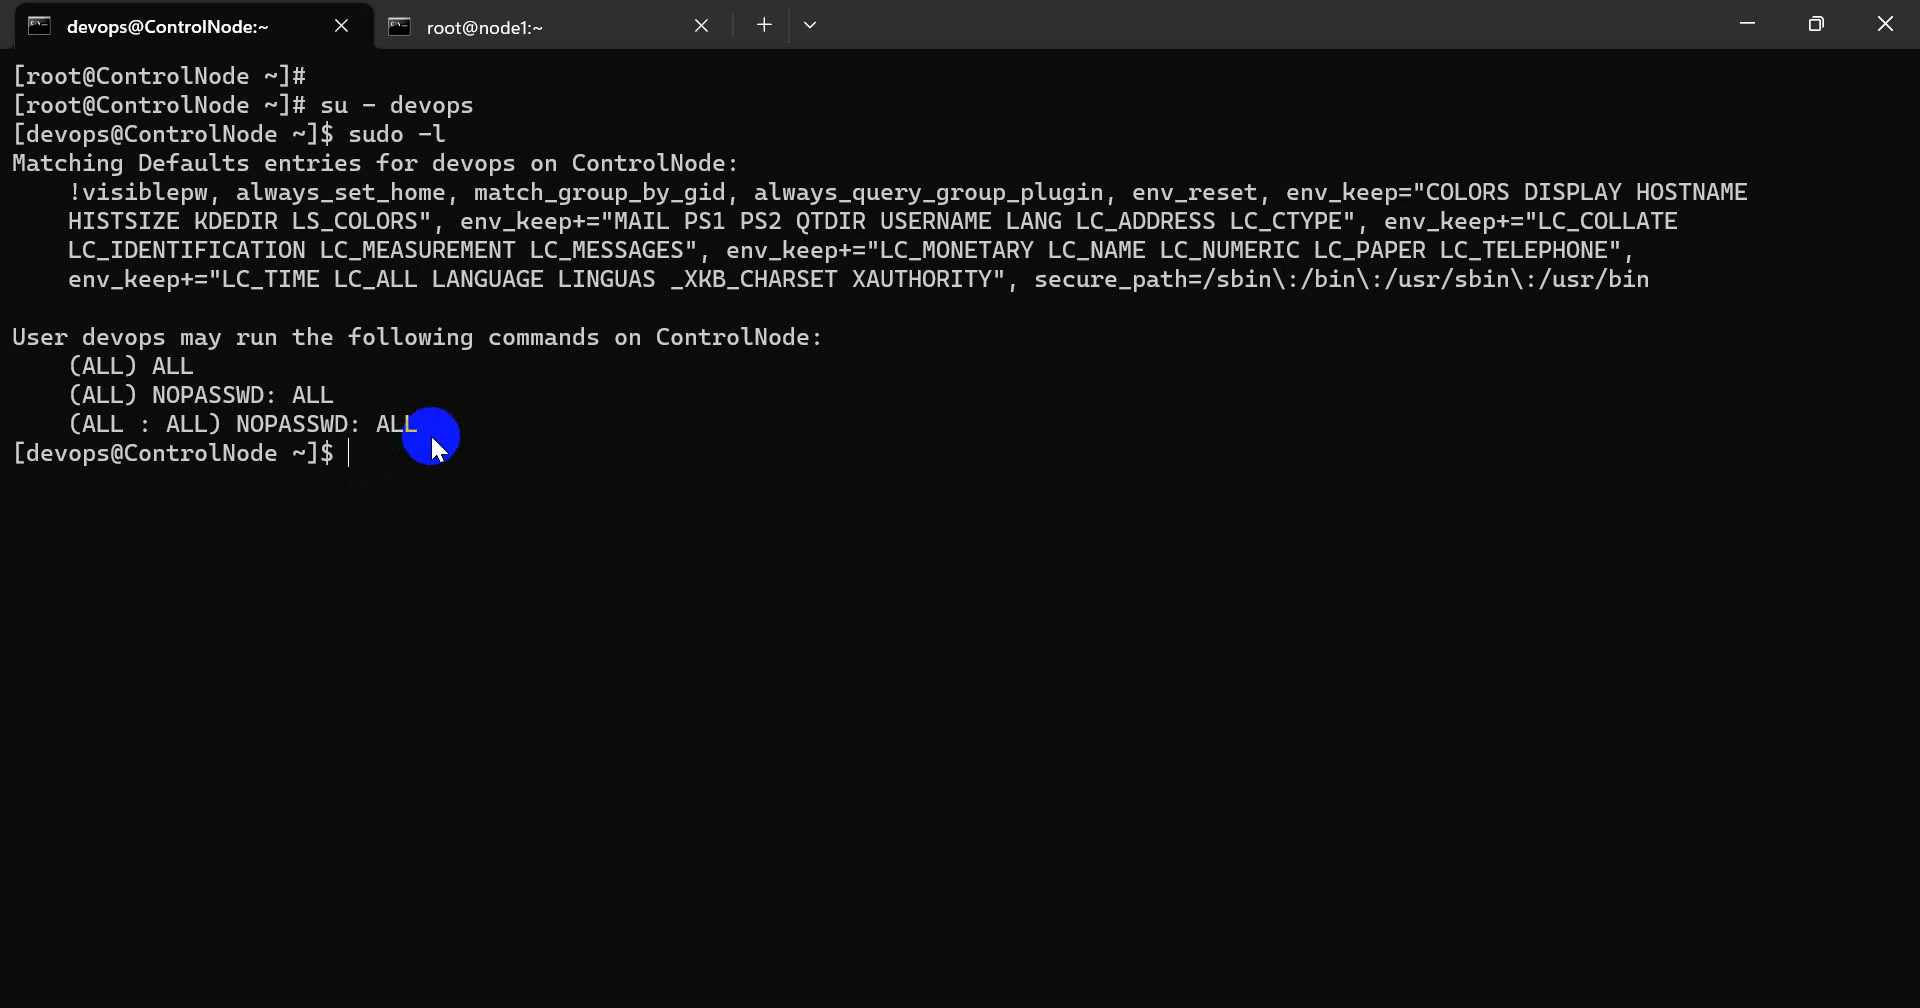 devops@ControlNode:~
root@node1:~
[root@ControlNode ~]#
[root@ControlNode ~]# su - devops
[devops@ControlNode ~]$ sudo -l
Matching Defaults entries for devops on ControlNode:
    !visiblepw, always_set_home, match_group_by_gid, always_query_group_plugin, env_reset, env_keep="COLORS DISPLAY HOSTNAME
    HISTSIZE KDEDIR LS_COLORS", env_keep+="MAIL PS1 PS2 QTDIR USERNAME LANG LC_ADDRESS LC_CTYPE", env_keep+="LC_COLLATE
    LC_IDENTIFICATION LC_MEASUREMENT LC_MESSAGES", env_keep+="LC_MONETARY LC_NAME LC_NUMERIC LC_PAPER LC_TELEPHONE",
    env_keep+="LC_TIME LC_ALL LANGUAGE LINGUAS _XKB_CHARSET XAUTHORITY", secure_path=/sbin\:/bin\:/usr/sbin\:/usr/bin

User devops may run the following commands on ControlNode:
    (ALL) ALL
    (ALL) NOPASSWD: ALL
    (ALL : ALL) NOPASSWD: ALL
[devops@ControlNode ~]$